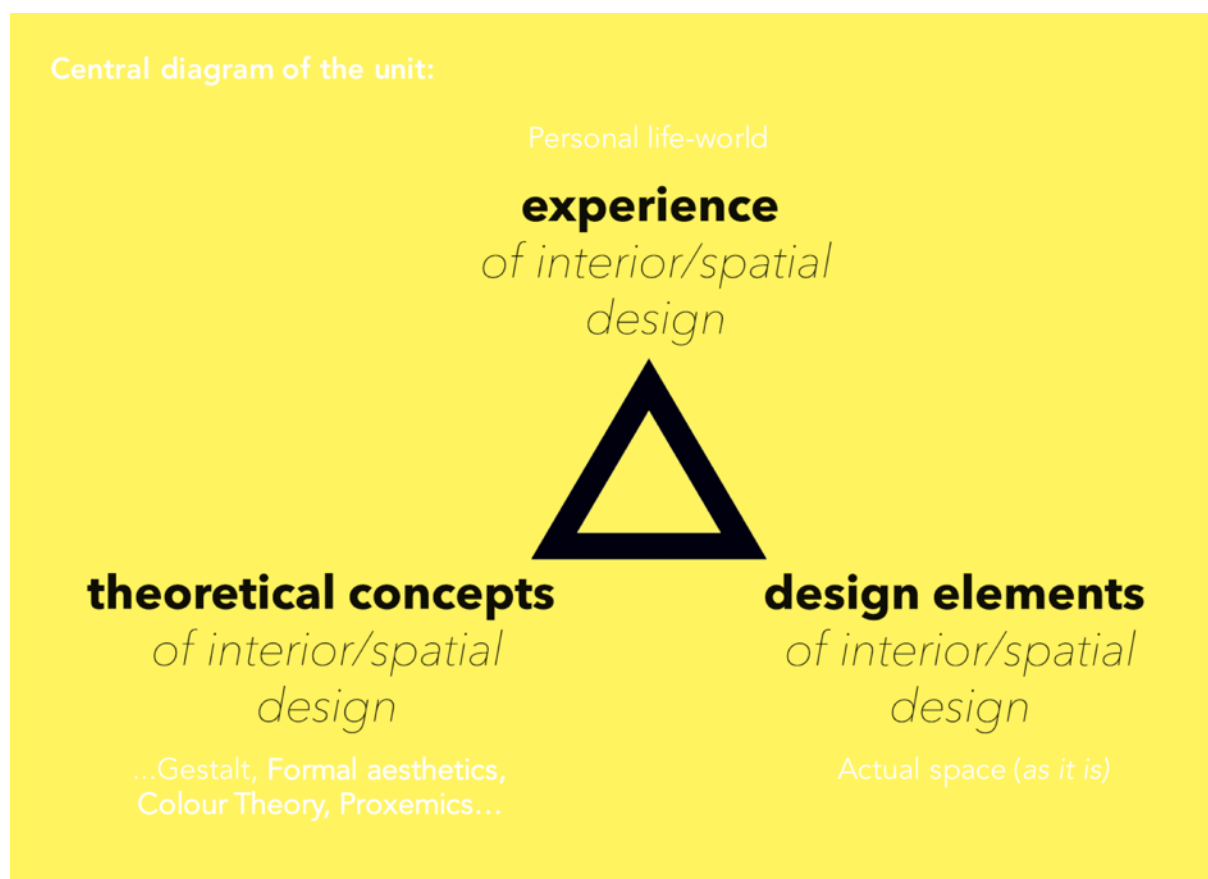 Central diagram of the unit:
Personal life-world
experience
of interior/spatial
design
theoretical concepts
of interior/spatial
design
...Gestalt, Formal aesthetics,
Colour Theory, Proxemics...
design elements
of interior/spatial
design
Actual space (as it is)